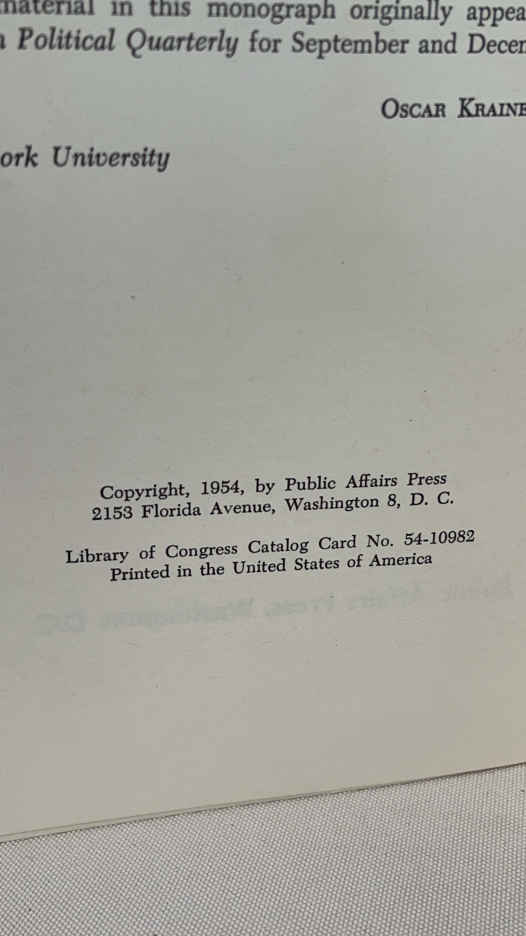 material in this monograph originally appea
n Political Quarterly for September and Decem
OSCAR KRAINE
ork University
Copyright, 1954, by Public Affairs Press
2153 Florida Avenue, Washington 8, D. C.
Library of Congress Catalog Card No. 54-10982
Printed in the United States of America